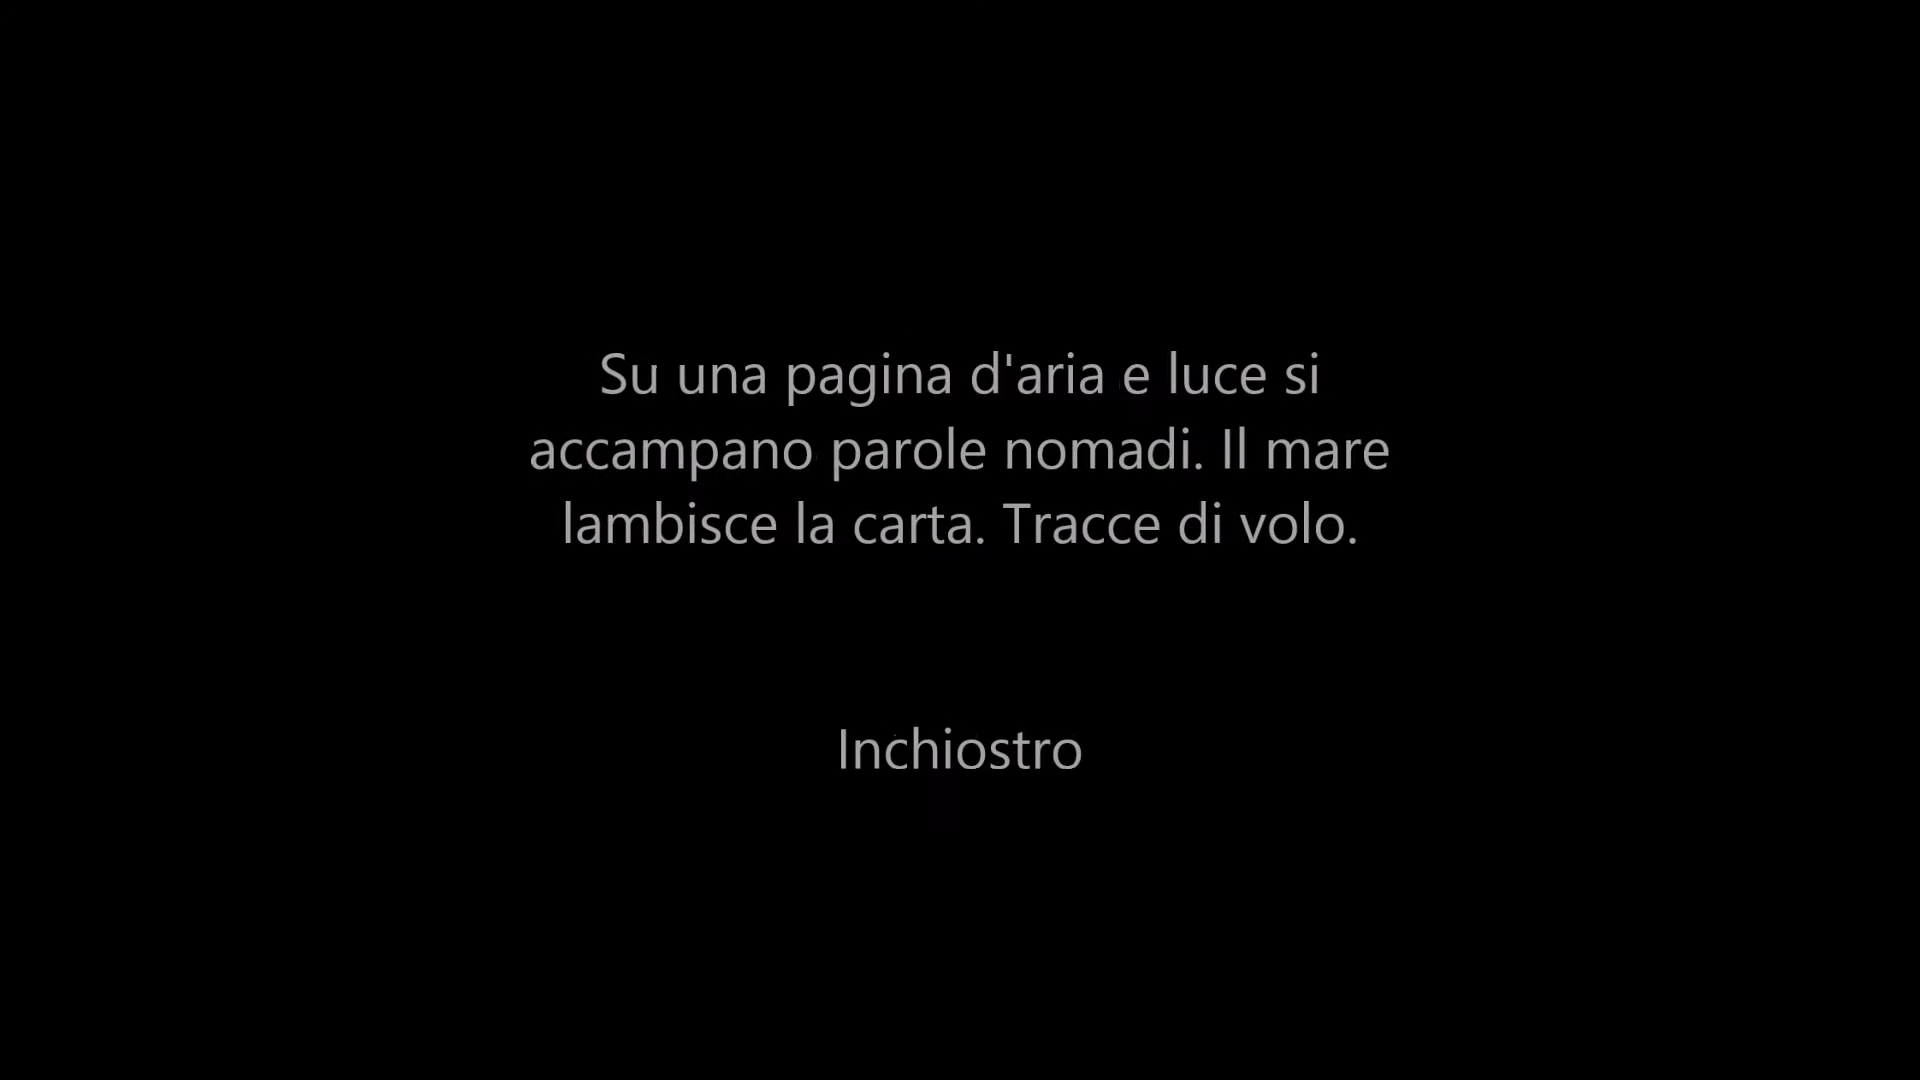 Su una pagina d'aria e luce si
accampano parole nomadi. Il mare
lambisce la carta. Tracce di volo.
Inchiostro